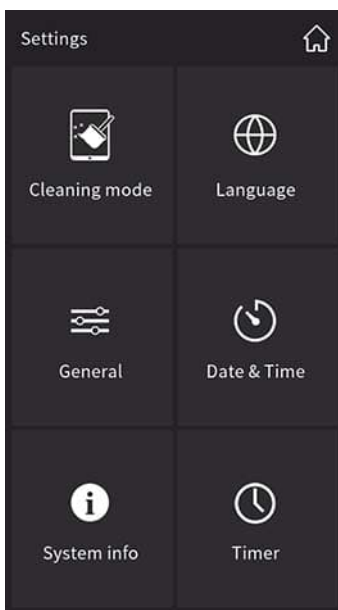 Settings
Cleaning mode
Language
General
Date & Time
System info
Timer